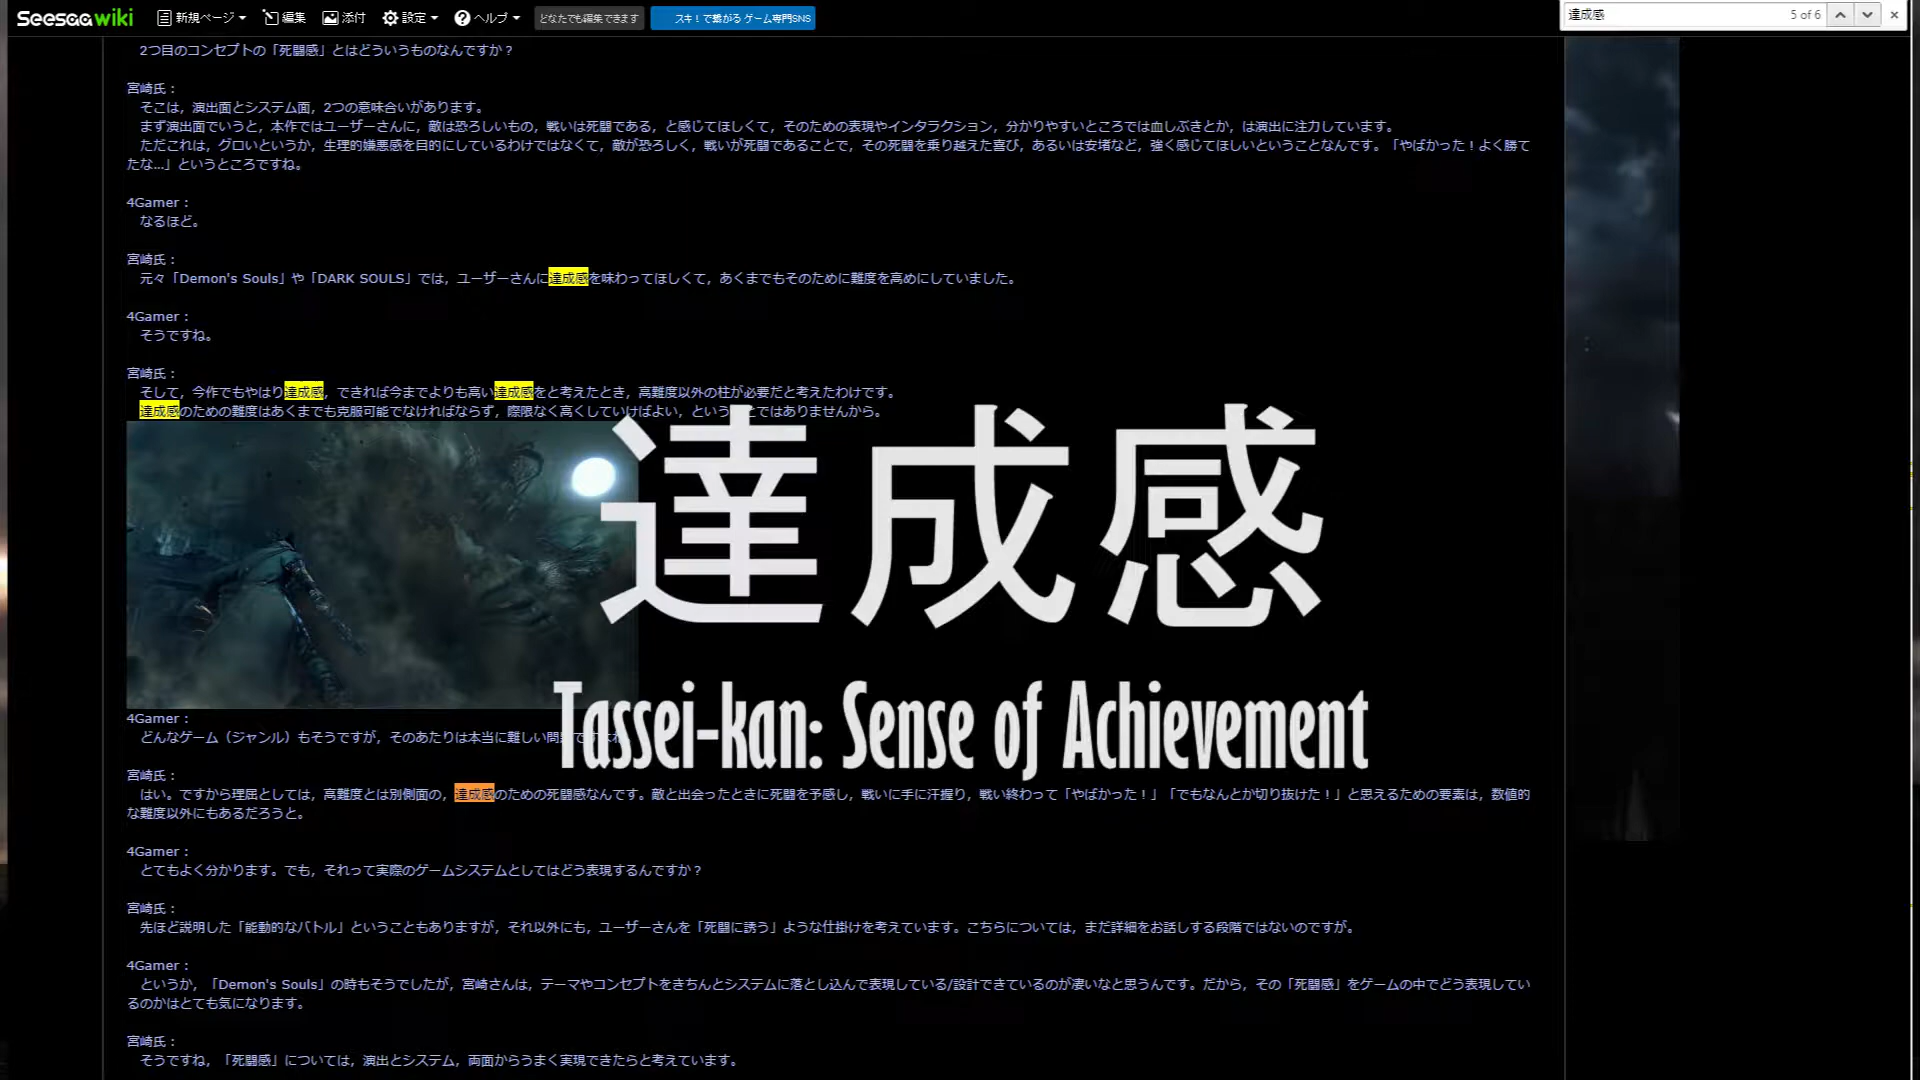 seesaa wiki 新規ページ 編集 添付 設定 ヘルプ どなたでも編集できます スキ！で繋がる ゲーム専門SNS 達成感 5 of 6
2つ目のコンセプトの「死闘感」とはどういうものなんですか？
宮崎氏：
そこは，演出面とシステム面，2つの意味合いがあります。
まず演出面でいうと，本作ではユーザーさんに，敵は恐ろしいもの，戦いは死闘である，と感じてほしくて，そのための表現やインタラクション，分かりやすいところでは血しぶきとか，は演出に注力しています。
ただこれは，グロいというか，生理的嫌悪感を目的にしているわけではなくて，敵が恐ろしく，戦いが死闘であることで，その死闘を乗り越えた喜び，あるいは安堵など，強く感じてほしいということなんです。「やばかった！よく勝て
たな…」というところですね。
4Gamer：
なるほど。
宮崎氏：
元々「Demon's Souls」や「DARK SOULS」では，ユーザーさんに達成感を味わってほしくて，あくまでもそのために難度を高めにしていました。
4Gamer：
そうですね。
宮崎氏：
そして，今作でもやはり達成感，できれば今までよりも高い達成感をと考えたとき，高難度以外の柱が必要だと考えたわけです。
達成感のための難度はあくまでも克服可能でなければならず，際限なく高くしていけばよい，ということではありませんから。
達成感
Tassei-kan: Sense of Achievement
4Gamer：
どんなゲーム（ジャンル）もそうですが，そのあたりは本当に難しい問題ですよね
宮崎氏：
はい。ですから理屈としては，高難度とは別側面の，達成感のための死闘感なんです。敵と出会ったときに死闘を予感し，戦いに手に汗握り，戦い終わって「やばかった！」「でもなんとか切り抜けた！」と思えるための要素は，数値的
な難度以外にもあるだろうと。
4Gamer：
とてもよく分かります。でも，それって実際のゲームシステムとしてはどう表現するんですか？
宮崎氏：
先ほど説明した「能動的なバトル」ということもありますが，それ以外にも，ユーザーさんを「死闘に誘う」ような仕掛けを考えています。こちらについては，まだ詳細をお話しする段階ではないのですが。
4Gamer：
というか，「Demon's Souls」の時もそうでしたが，宮崎さんは，テーマやコンセプトをきちんとシステムに落とし込んで表現している/設計できているのが凄いなと思うんです。だから，その「死闘感」をゲームの中でどう表現してい
るのかはとても気になります。
宮崎氏：
そうですね，「死闘感」については，演出とシステム，両面からうまく実現できたらと考えています。